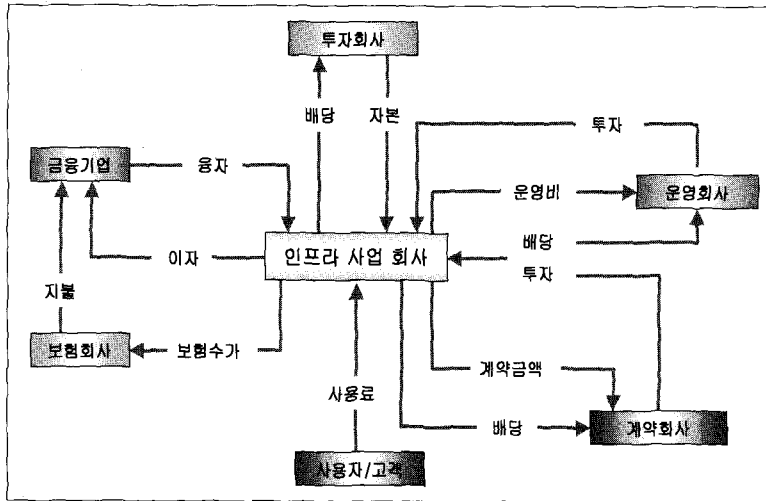 투자회사
배당
자본
투자
금융기업
융자
운영비
운영회사
인프라 사업 회사
배당
이자
투자
지불
보험회사
보험수가
계약금액
사용료
배당
계약회사
사용자/고객